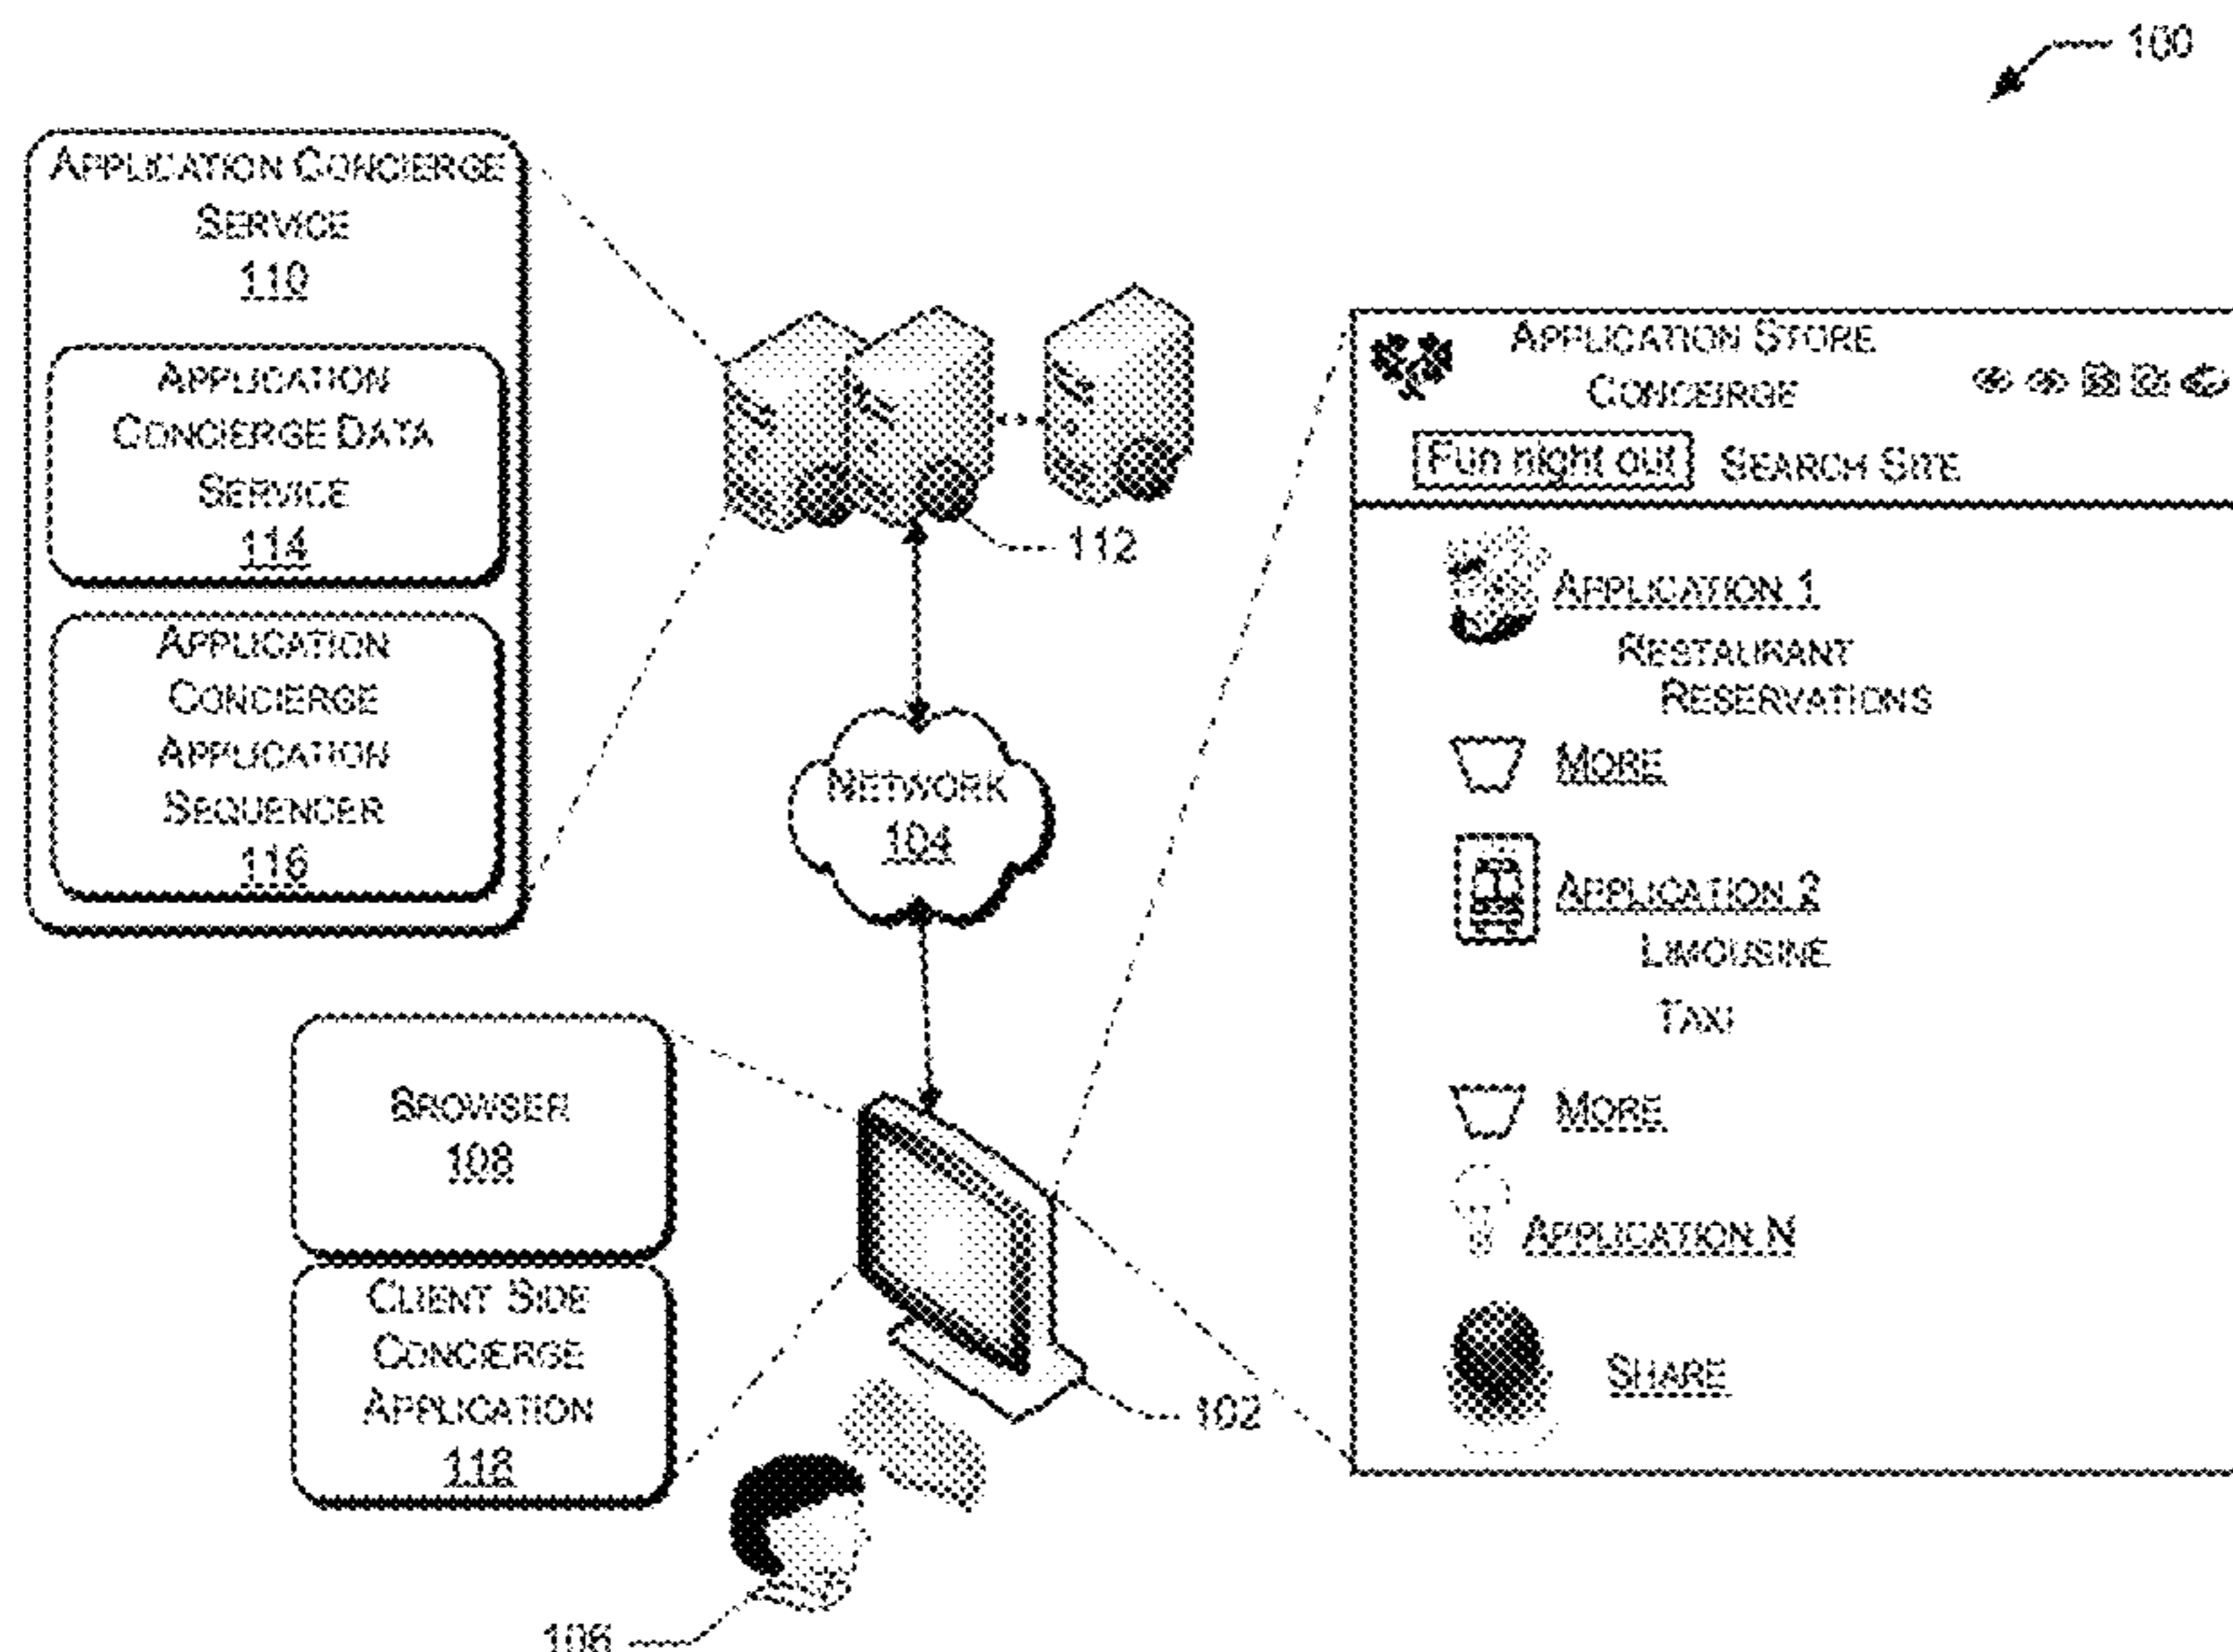 100
APPLICATION CONCIERGE
SERVICE
110
APPLICATION
CONCIERGE DATA
SERVICE
114
APPLICATION
CONCIERGE
APPLICATION
SEQUENCER
116
112
NETWORK
104
BROWSER
108
CLIENT SIDE
CONCIERGE
APPLICATION
118
102
106
APPLICATION STORE
CONCEIRGE
Fun night out SEARCH SITE
APPLICATION 1
RESTAURANT
RESERVATIONS
MORE
APPLICATION 2
LIMOUSINE
TAXI
MORE
APPLICATION N
SHARE